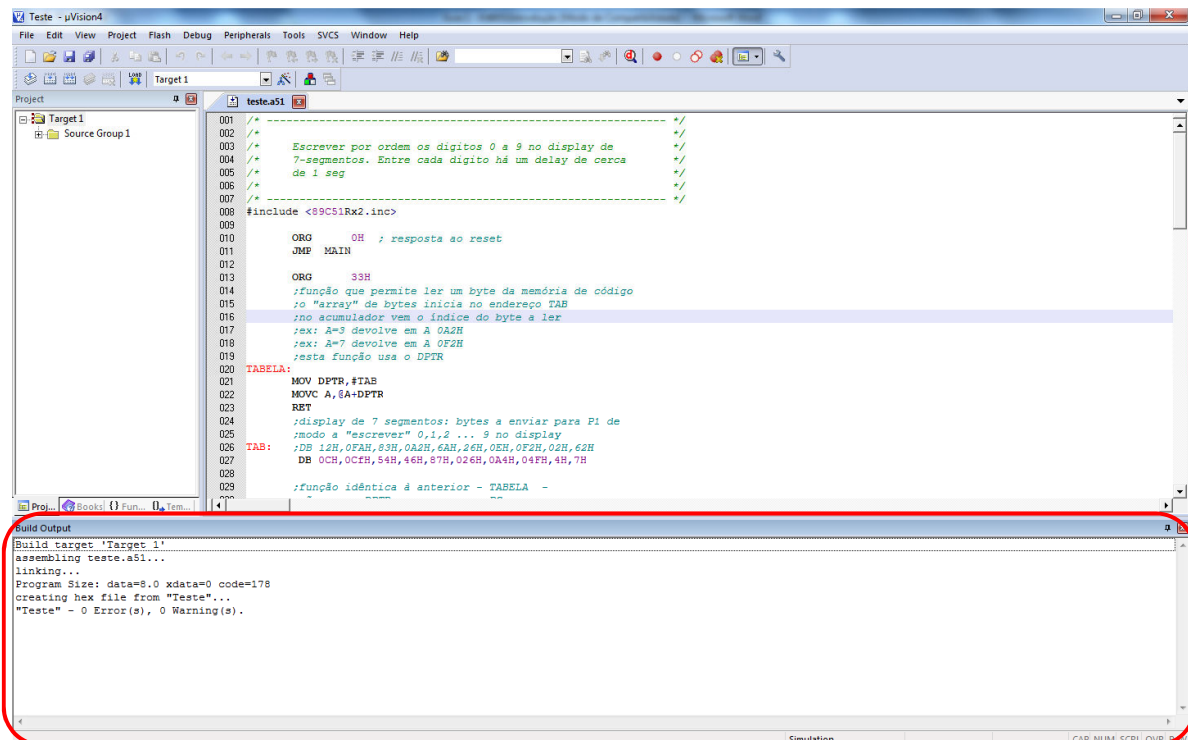 Teste - µVision4
File Edit View Project Flash Debug Peripherals Tools SVCS Window Help
LOAD Target 1
Project
Target 1
Source Group 1
Proj... Books {} Fun... Tem...
teste.a51
001 /* ------------------------------------------------------------- */
002 /* */
003 /* Escrever por ordem os digitos 0 a 9 no display de */
004 /* 7-segmentos. Entre cada digito há um delay de cerca */
005 /* de 1 seg */
006 /* */
007 /* ------------------------------------------------------------- */
008 #include <89C51Rx2.inc>
009
010 ORG 0H ; resposta ao reset
011 JMP MAIN
012
013 ORG 33H
014 ;função que permite ler um byte da memória de código
015 ;o "array" de bytes inicia no endereço TAB
016 ;no acumulador vem o índice do byte a ler
017 ;ex: A=3 devolve em A 0A2H
018 ;ex: A=7 devolve em A 0F2H
019 ;esta função usa o DPTR
020 TABELA:
021 MOV DPTR,#TAB
022 MOVC A,@A+DPTR
023 RET
024 ;display de 7 segmentos: bytes a enviar para P1 de
025 ;modo a "escrever" 0,1,2 ... 9 no display
026 TAB: ;DB 12H,0FAH,83H,0A2H,6AH,26H,0EH,0F2H,02H,62H
027 DB 0CH,0CfH,54H,46H,87H,026H,0A4H,04FH,4H,7H
028
029 ;função idêntica á anterior - TABELA -
Build Output
Build target 'Target 1'
assembling teste.a51...
linking...
Program Size: data=8.0 xdata=0 code=178
creating hex file from "Teste"...
"Teste" - 0 Error(s), 0 Warning(s).
Simulation CAP NUM SCRL OVR